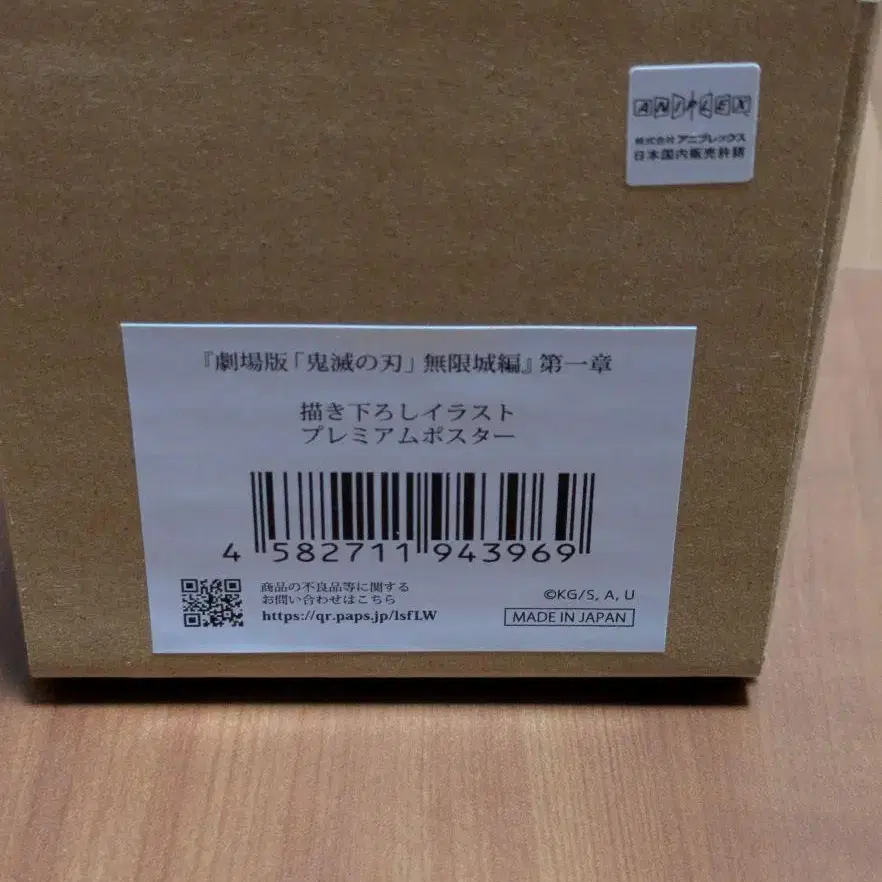 ANIPLEX
株式会社アニプレックス
日本国内販売許諾
『劇場版「鬼滅の刃」無限城編』第一章
描き下ろしイラスト
プレミアムポスター
4 582711 943969
商品の不良品等に関する
お問い合わせはこちら
https://qr.paps.jp/lsfLW
©KG/S, A, U
MADE IN JAPAN